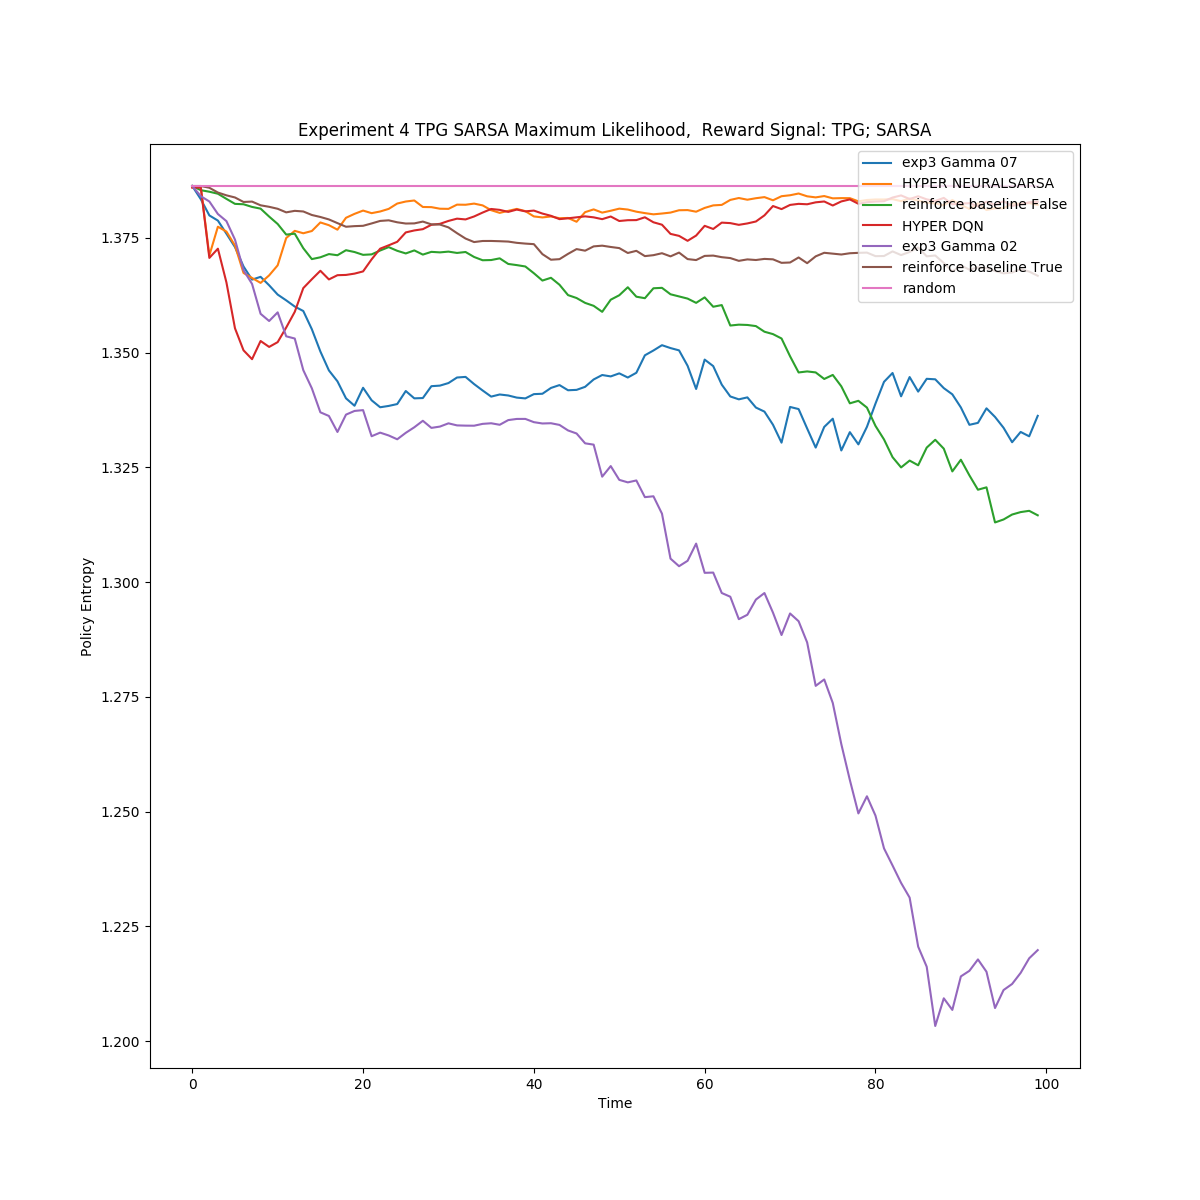 Experiment 4 TPG SARSA Maximum Likelihood,  Reward Signal: TPG; SARSA
exp3 Gamma 07
HYPER NEURALSARSA
reinforce baseline False
HYPER DQN
exp3 Gamma 02
reinforce baseline True
random
1.375
1.350
1.325
1.300
1.275
1.250
1.225
1.200
Policy Entropy
0 20 40 60 80 100
Time